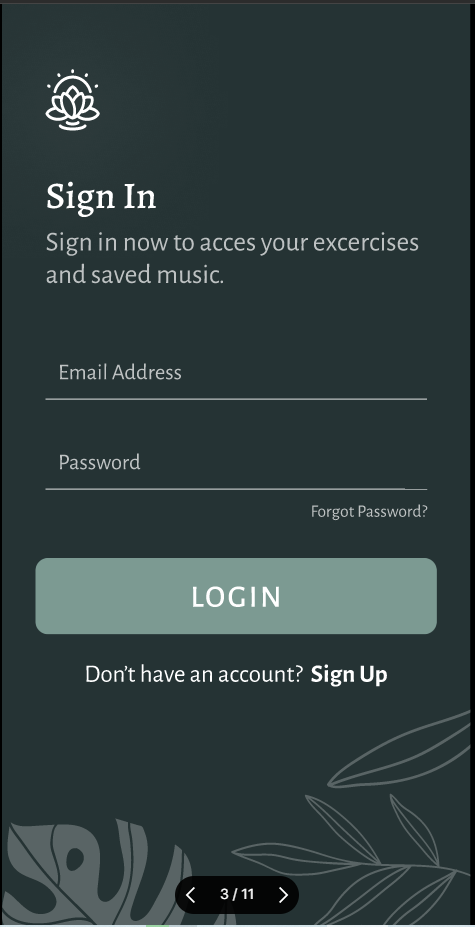 Sign In
Sign in now to acces your excercises
and saved music.
Email Address
Password
Forgot Password?
LOGIN
Don't have an account? Sign Up
3 / 11